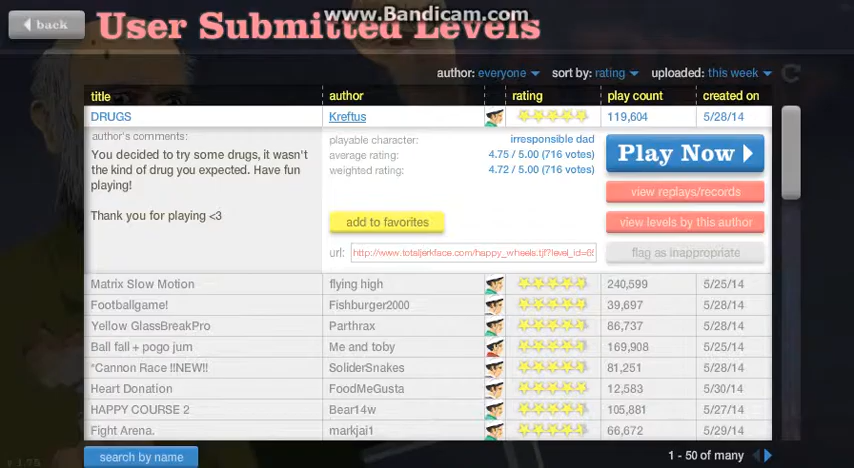 www.Bandicam.com
back
User Submitted Levels
author: everyone sort by: rating uploaded: this week
title author rating play count created on
DRUGS Kreftus 119,604 5/28/14
author's comments:
You decided to try some drugs, it wasn't
the kind of drug you expected. Have fun
playing!
Thank you for playing <3
playable character: irresponsible dad
average rating: 4.75 / 5.00 (716 votes)
weighted rating: 4.72 / 5.00 (716 votes)
add to favorites
url: http://www.totaljerkface.com/happy_wheels.tjf?level_id=6
Play Now
view replays/records
view levels by this author
flag as inappropriate
Matrix Slow Motion flying high 240,599 5/25/14
Footballgame! Fishburger2000 39,697 5/28/14
Yellow GlassBreakPro Parthrax 86,737 5/28/14
Ball fall + pogo jum Me and toby 169,908 5/25/14
*Cannon Race !!NEW!! SoliderSnakes 81,251 5/28/14
Heart Donation FoodMeGusta 12,583 5/30/14
HAPPY COURSE 2 Bear14w 105,881 5/27/14
Fight Arena. markjai1 66,672 5/29/14
search by name
1 - 50 of many